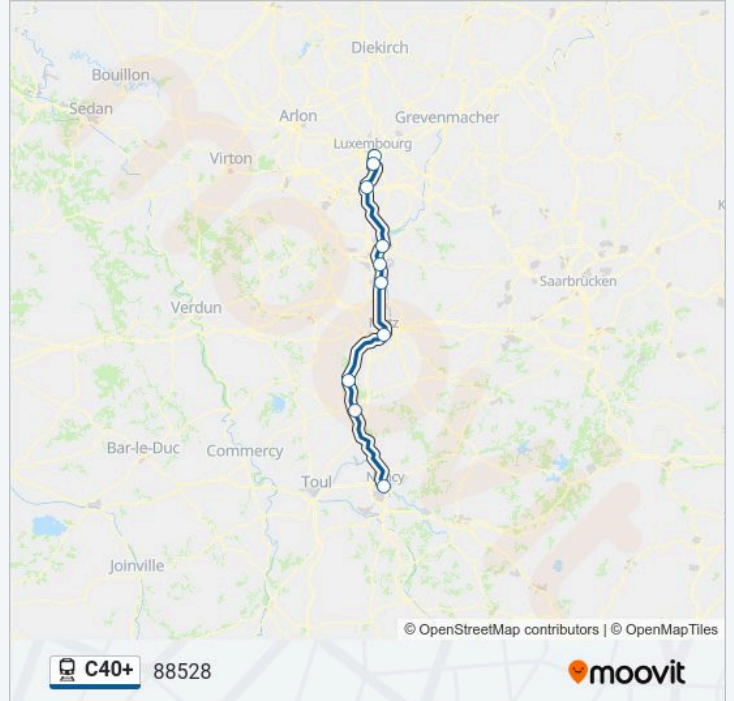 Diekirch
Bouillon
Sedan
Arlon
Grevenmacher
Luxembourg
Virton
K
Saarbrücken
Verdun
Bar-le-Duc
Commercy
Toul
Joinville
© OpenStreetMap contributors | © OpenMapTiles
C40+ 88528 moovit